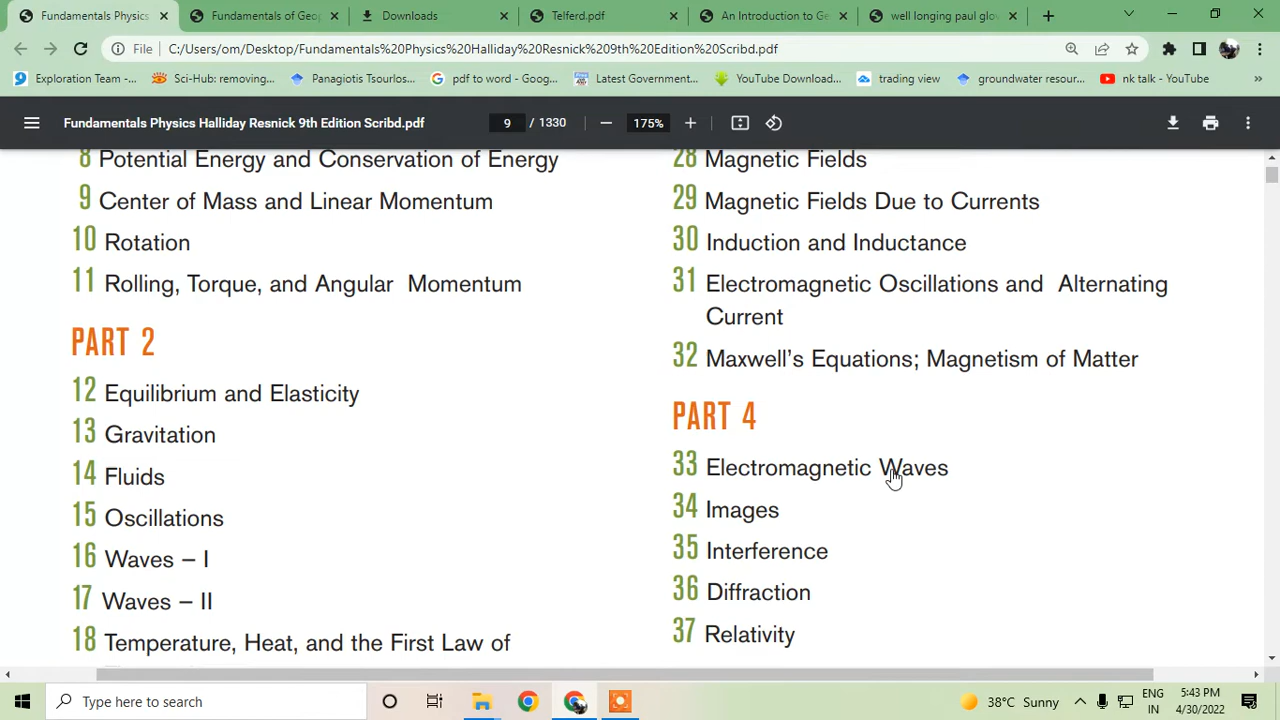 Fundamentals Physics
Fundamentals of Geo
Downloads
Telferd.pdf
An Introduction to Ge
well longing paul glo
File
C:/Users/om/Desktop/Fundamentals%20Physics%20Halliday%20Resnick%209th%20Edition%20Scribd.pdf
Exploration Team -...
Sci-Hub: removing...
Panagiotis Tsourlos...
pdf to word - Goog...
Latest Government...
YouTube Download...
trading view
groundwater resour...
nk talk - YouTube
»
Fundamentals Physics Halliday Resnick 9th Edition Scribd.pdf
9 / 1330
175%
8 Potential Energy and Conservation of Energy
9 Center of Mass and Linear Momentum
10 Rotation
11 Rolling, Torque, and Angular Momentum
PART 2
12 Equilibrium and Elasticity
13 Gravitation
14 Fluids
15 Oscillations
16 Waves – I
17 Waves – II
18 Temperature, Heat, and the First Law of
28 Magnetic Fields
29 Magnetic Fields Due to Currents
30 Induction and Inductance
31 Electromagnetic Oscillations and Alternating
Current
32 Maxwell's Equations; Magnetism of Matter
PART 4
33 Electromagnetic Waves
34 Images
35 Interference
36 Diffraction
37 Relativity
Type here to search
38°C Sunny
ENG
IN
5:43 PM
4/30/2022